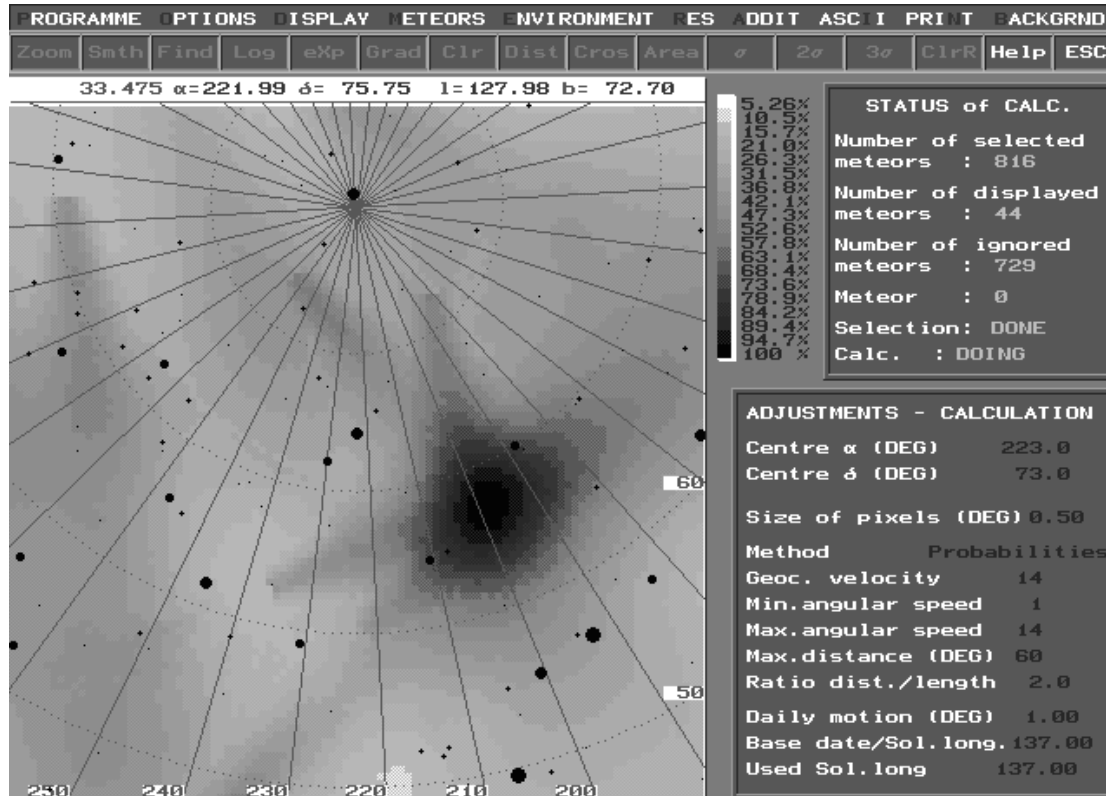 PROGRAMME OPTIONS DISPLAY METEORS ENVIRONMENT RES ADDIT ASCII PRINT BACKGRND
Zoom Smth Find Log eXp Grad Clr Dist Cros Area σ 2σ 3σ ClrR Help ESC
33.475 α=221.99 δ= 75.75 l=127.98 b= 72.70
5.26%
10.5%
15.7%
21.0%
26.3%
31.5%
36.8%
42.1%
47.3%
52.6%
57.8%
63.1%
68.4%
73.6%
78.9%
84.2%
89.4%
94.7%
100 %
STATUS of CALC.
Number of selected
meteors : 816
Number of displayed
meteors : 44
Number of ignored
meteors : 729
Meteor : 0
Selection: DONE
Calc. : DOING
60
50
250 240 230 220 210 200
ADJUSTMENTS - CALCULATION
Centre α (DEG) 223.0
Centre δ (DEG) 73.0
Size of pixels (DEG) 0.50
Method Probabilities
Geoc. velocity 14
Min.angular speed 1
Max.angular speed 14
Max.distance (DEG) 60
Ratio dist./length 2.0
Daily motion (DEG) 1.00
Base date/Sol.long. 137.00
Used Sol.long 137.00